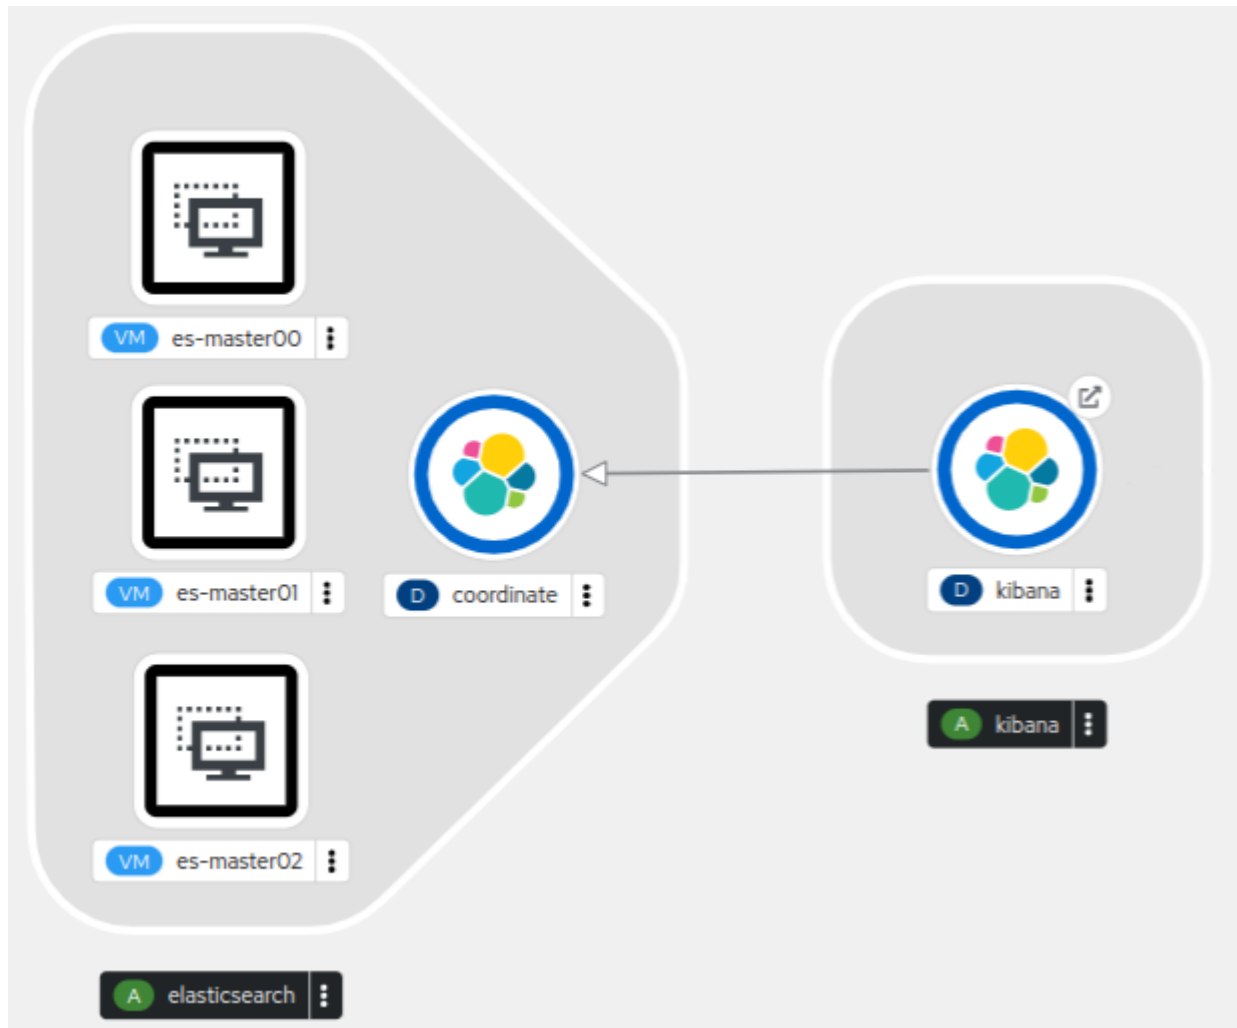 VM es-master00
VM es-master01
D coordinate
D kibana
A kibana
VM es-master02
A elasticsearch